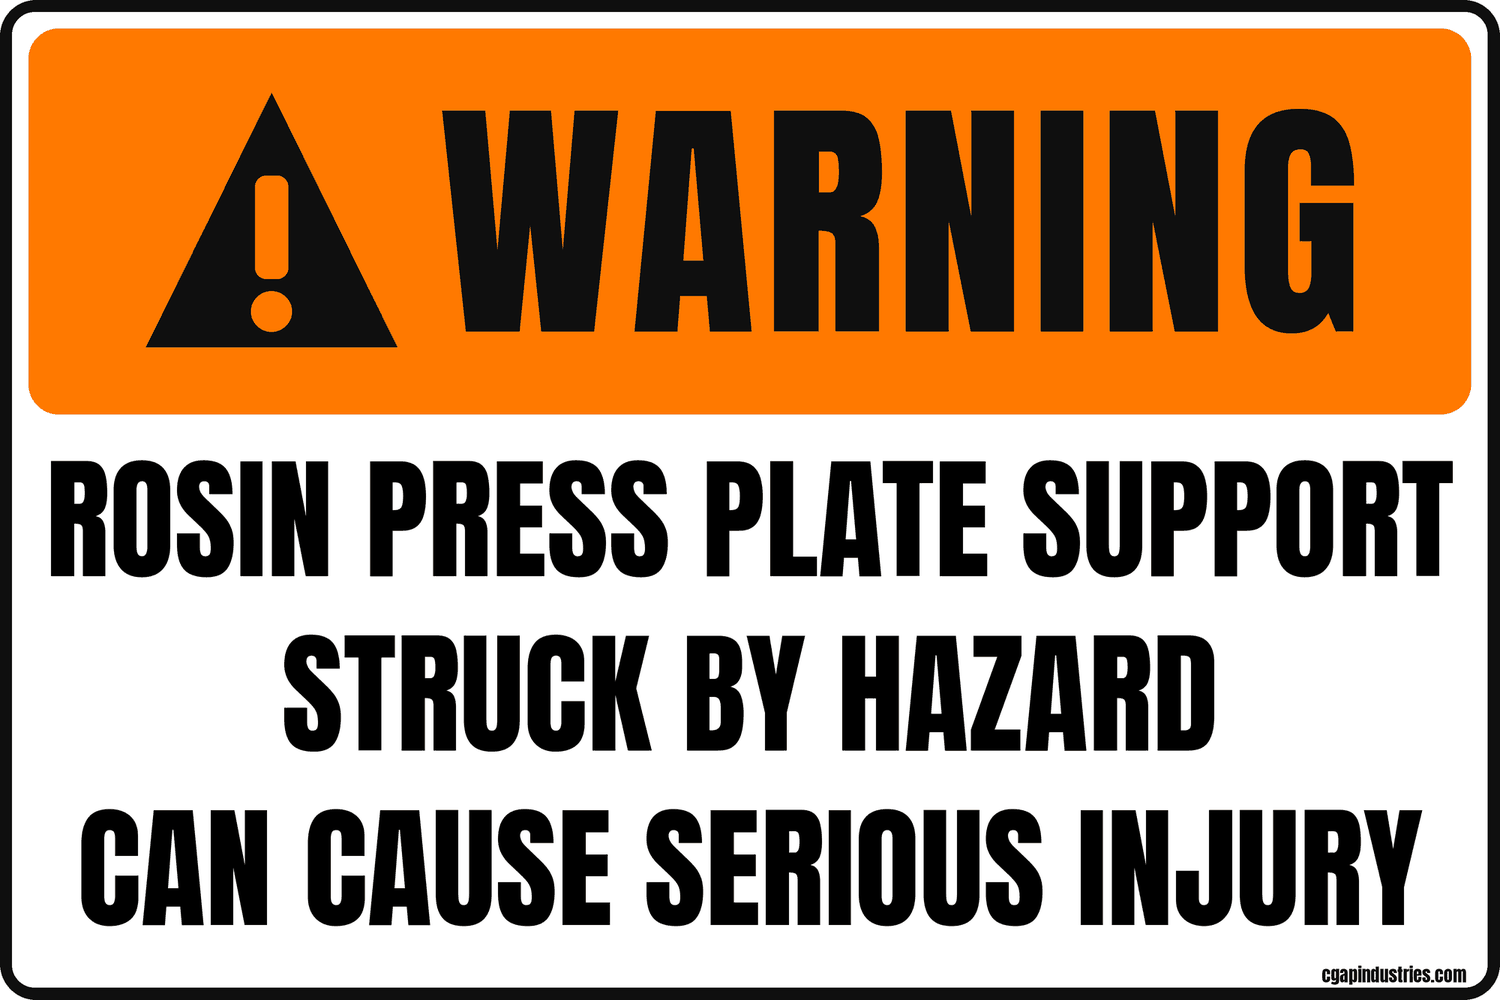 WARNING
ROSIN PRESS PLATE SUPPORT
STRUCK BY HAZARD
CAN CAUSE SERIOUS INJURY
cgapindustries.com